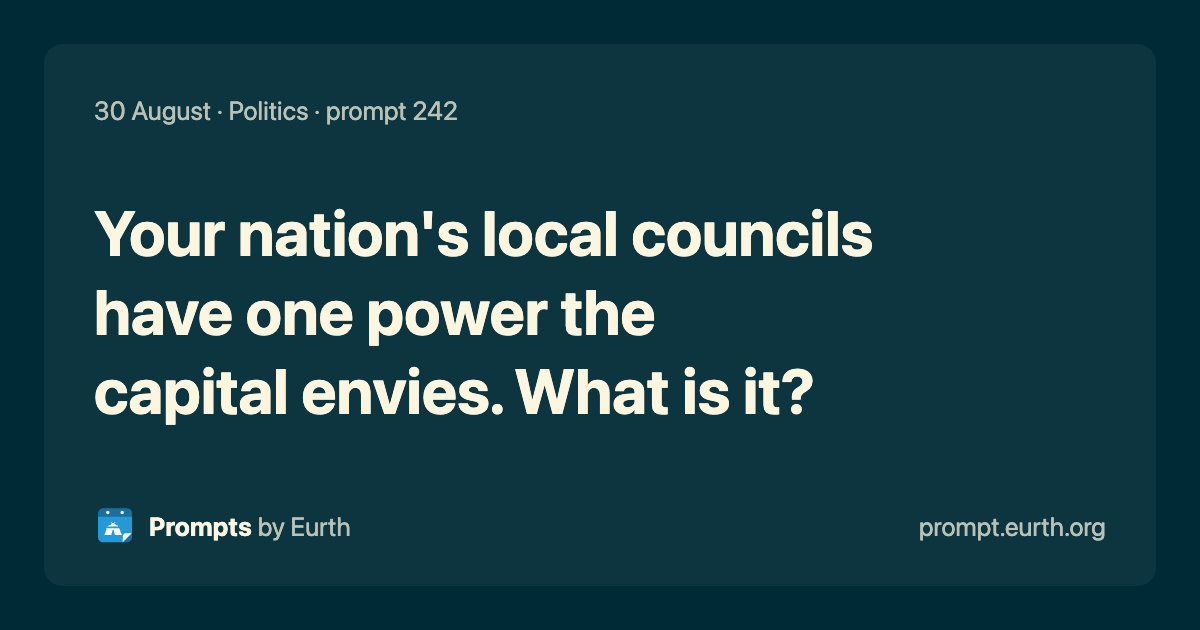 30 August · Politics · prompt 242
Your nation's local councils
have one power the
capital envies. What is it?
Prompts by Eurth
prompt.eurth.org